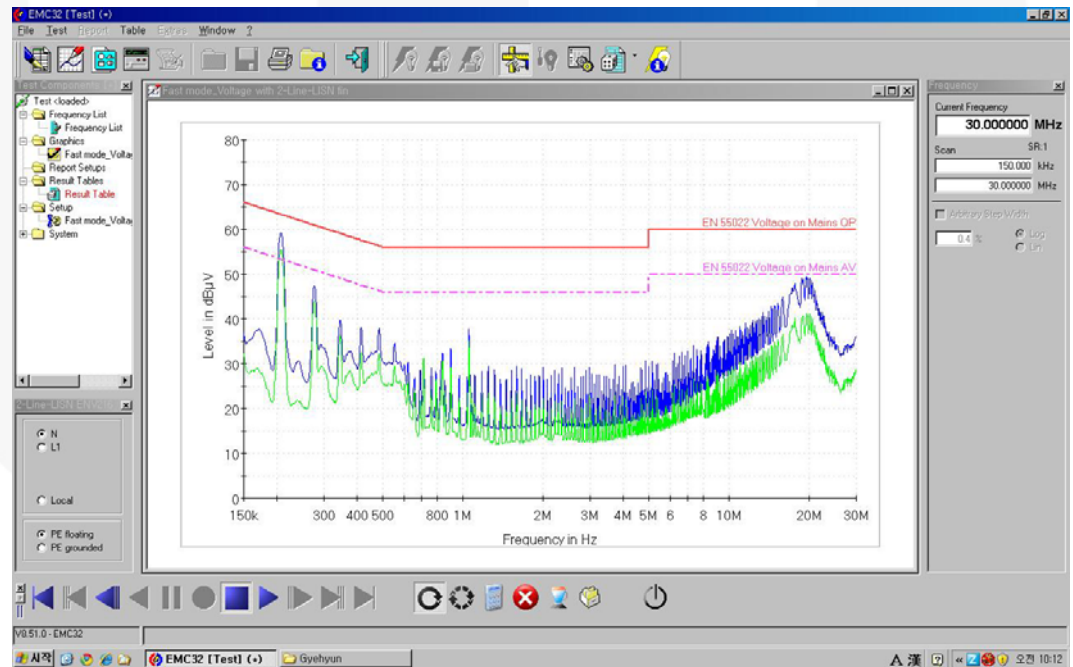 EMC32 [Test] (•)
File Test Report Table Extras Window ?
Test Components
Test <loaded>
Frequency List
Frequency List
Graphics
Fast mode_Volta
Report Setups
Result Tables
Result Table
Setup
Fast mode_Volta
System
2-Line-LISN
N
L1
Local
PE floating
PE grounded
Fast mode_Voltage with 2-Line-LISN fin
Level in dBµV
80
70
60
50
40
30
20
10
0
EN 55022 Voltage on Mains QP
EN 55022 Voltage on Mains AV
150k 300 400 500 800 1M 2M 3M 4M 5M 6 8 10M 20M 30M
Frequency in Hz
Frequency
Current Frequency
30.000000 MHz
Scan SR:1
150.000 kHz
30.000000 MHz
Arbitrary Step Width
0.4 %
Log
Lin
V8.51.0 - EMC32
시작
EMC32 [Test] (•)
Gyehyun
A 漢
? « 오전 10:12